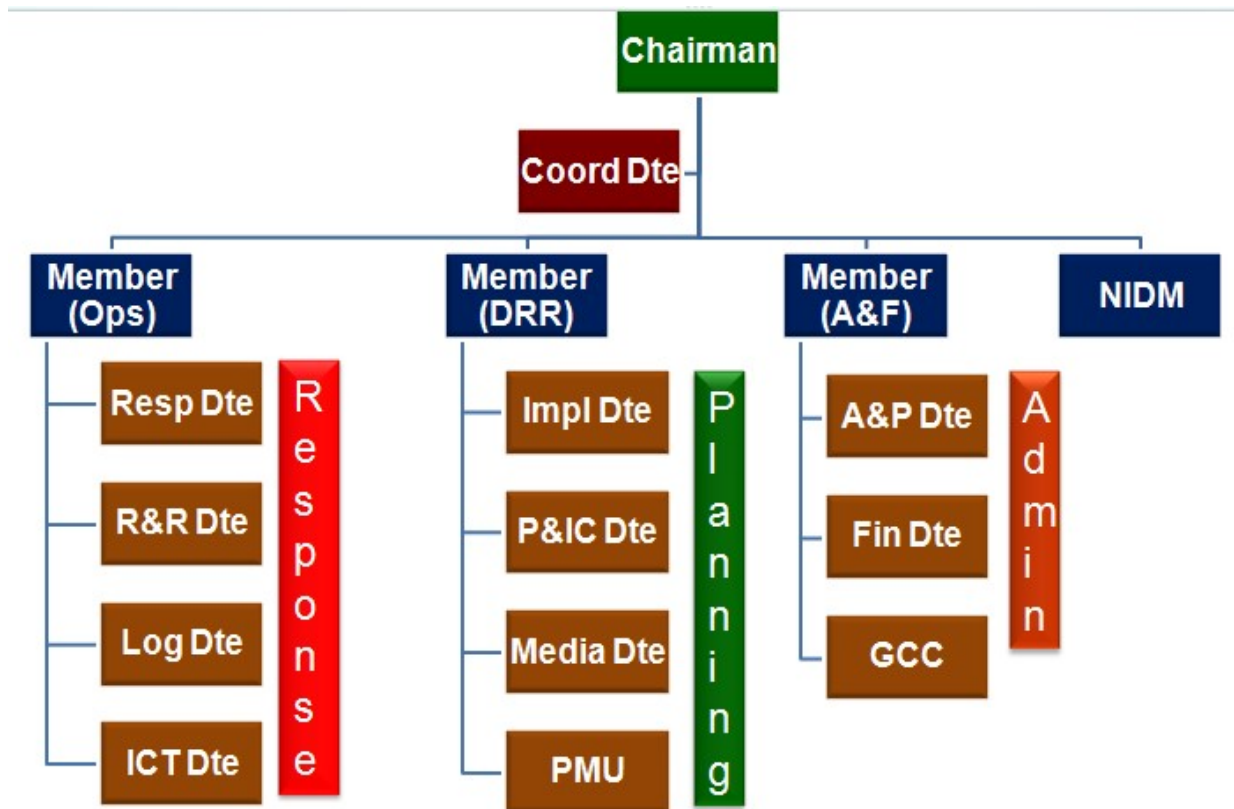 Chairman
Coord Dte
Member
(Ops)
Member
(DRR)
Member
(A&F)
NIDM
Resp Dte
R&R Dte
Log Dte
ICT Dte
Response
Impl Dte
P&IC Dte
Media Dte
PMU
Planning
A&P Dte
Fin Dte
GCC
Admin